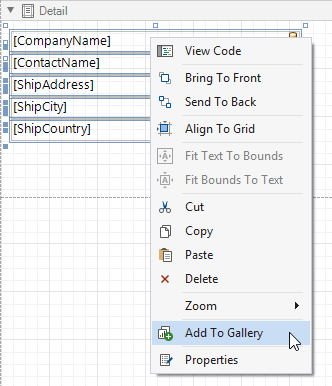 Detail
[CompanyName]
[ContactName]
[ShipAddress]
[ShipCity]
[ShipCountry]
View Code
Bring To Front
Send To Back
Align To Grid
Fit Text To Bounds
Fit Bounds To Text
Cut
Copy
Paste
Delete
Zoom
Add To Gallery
Properties